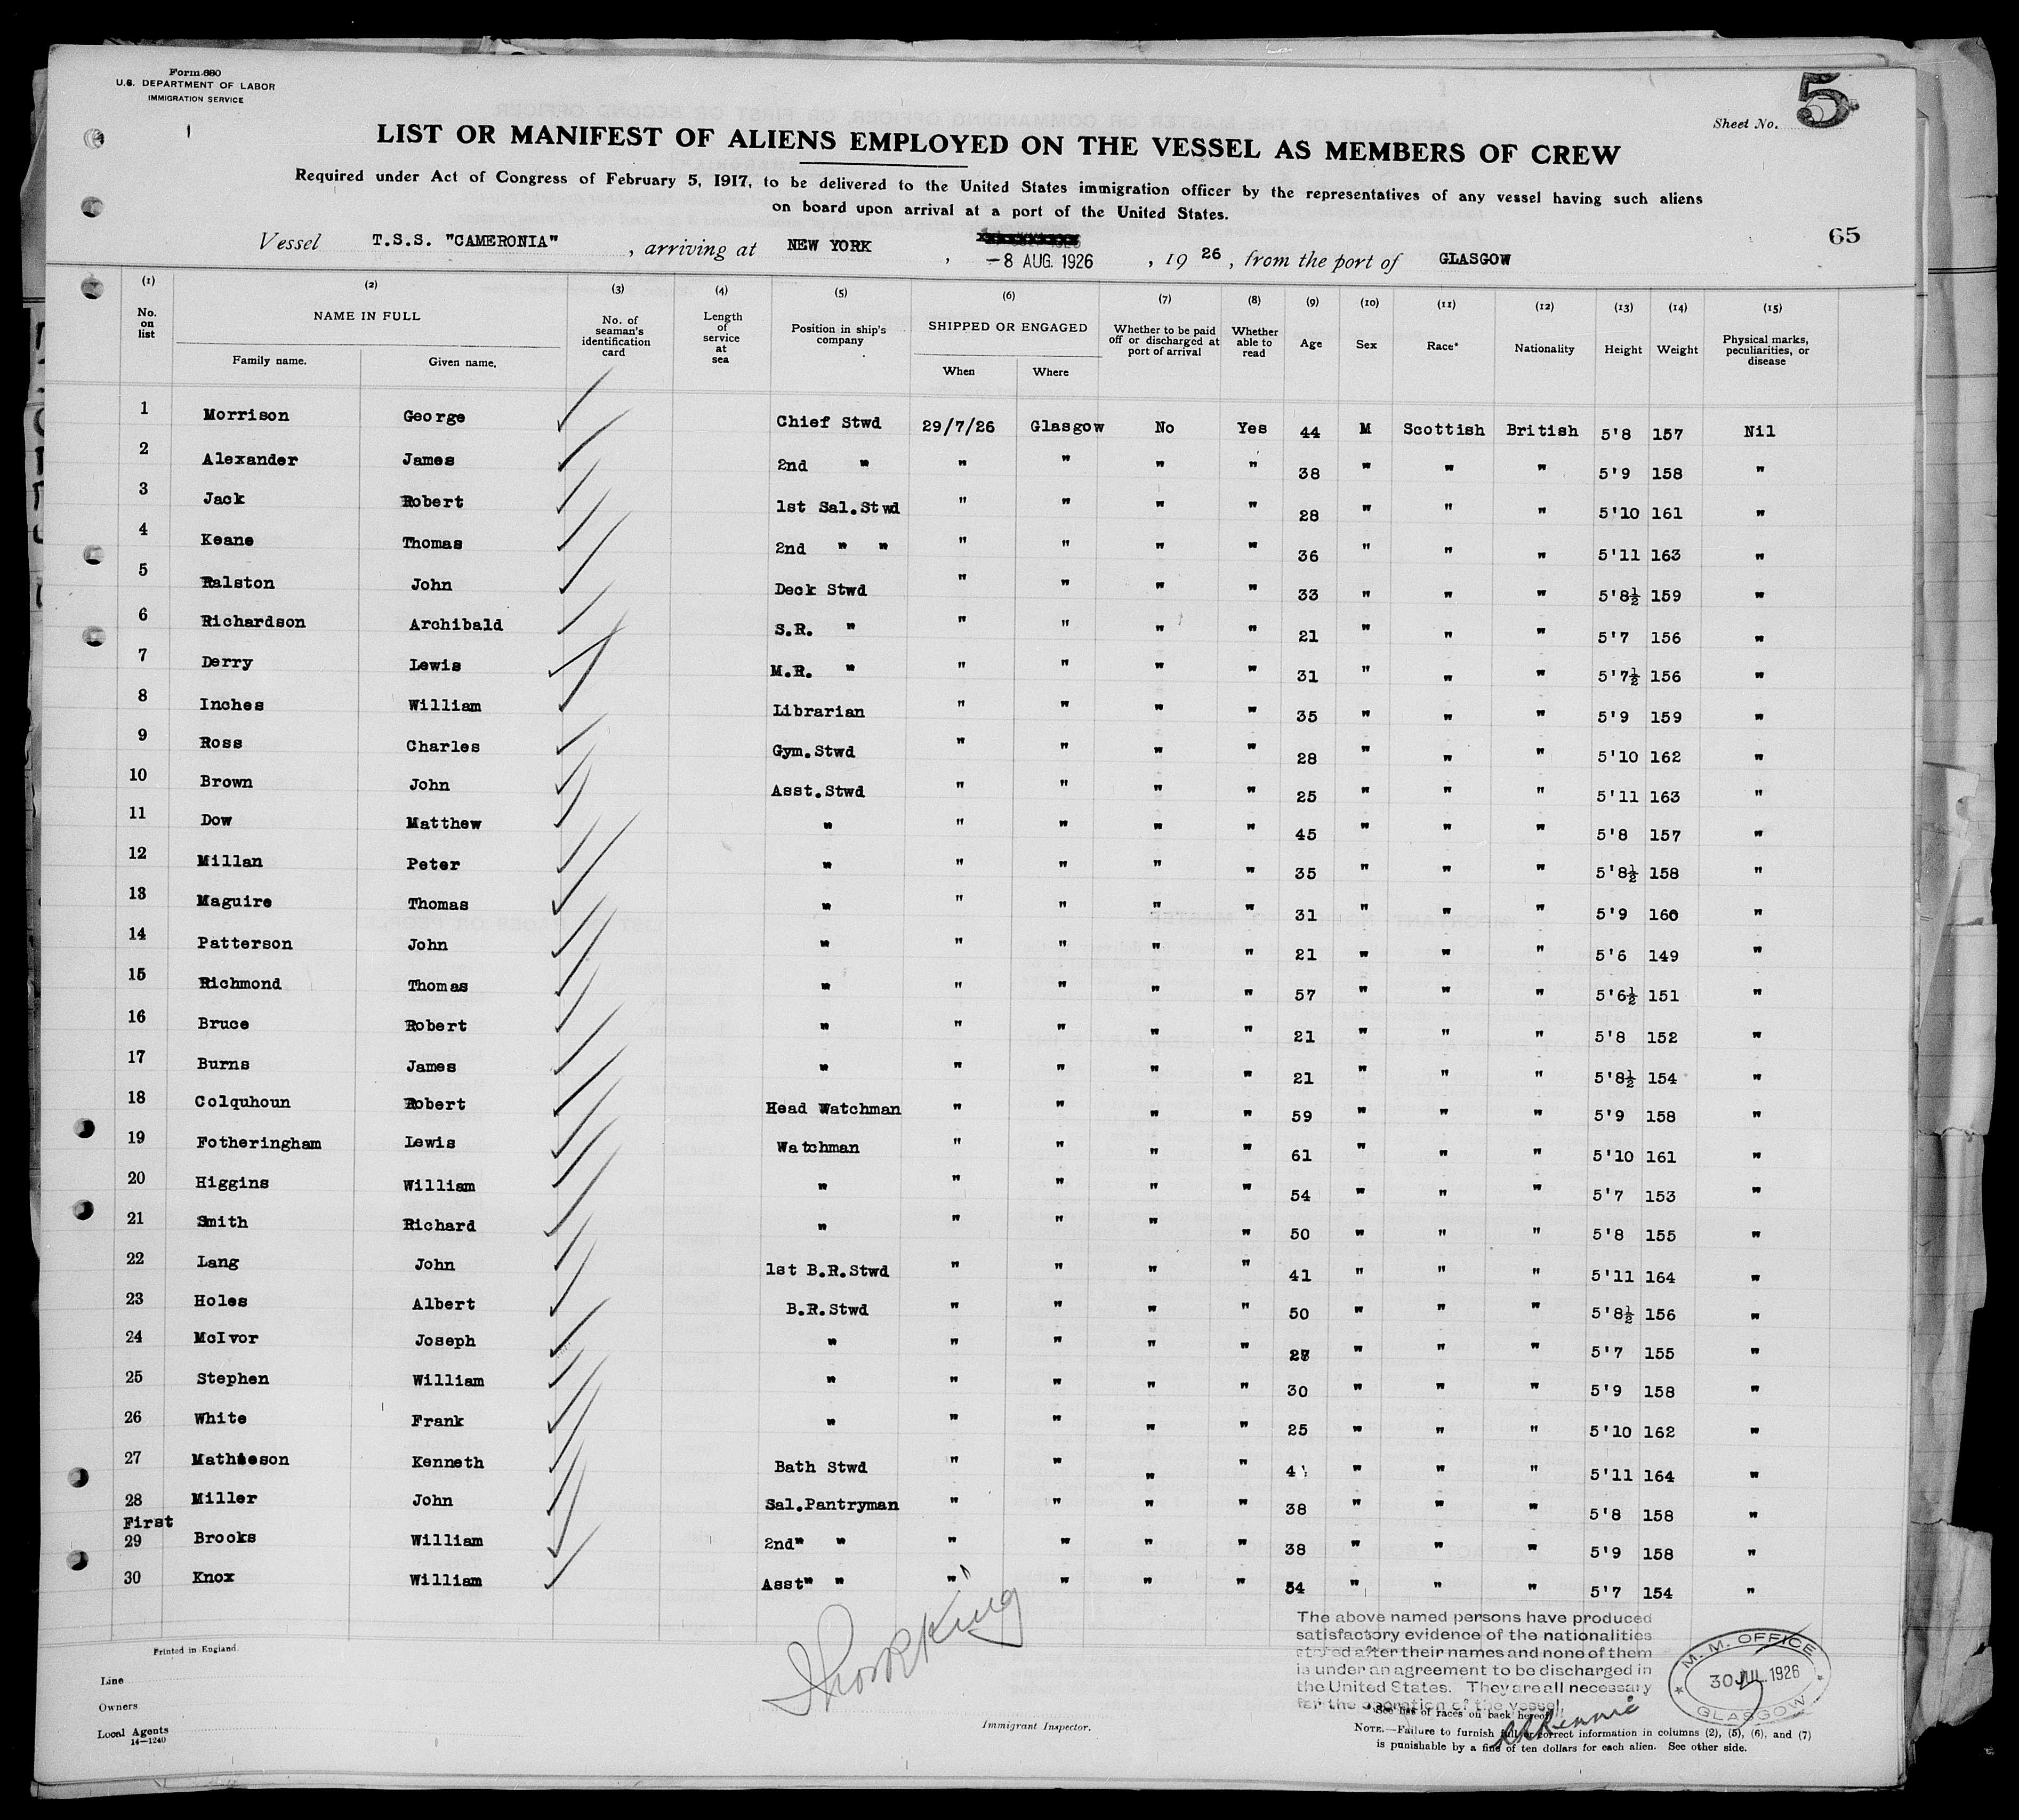 Form 680
U.S. DEPARTMENT OF LABOR
IMMIGRATION SERVICE
Sheet No. 5
LIST OR MANIFEST OF ALIENS EMPLOYED ON THE VESSEL AS MEMBERS OF CREW
Required under Act of Congress of February 5, 1917, to be delivered to the United States immigration officer by the representatives of any vessel having such aliens
on board upon arrival at a port of the United States.
65
Vessel T.S.S. "CAMERONIA", arriving at NEW YORK, -8 AUG. 1926, 19 26, from the port of GLASGOW
(1) (2) (3) (4) (5) (6) (7) (8) (9) (10) (11) (12) (13) (14) (15)
No. on list NAME IN FULL Family name. Given name. No. of seaman's identification card Length of service at sea Position in ship's company SHIPPED OR ENGAGED When Where Whether to be paid off or discharged at port of arrival Whether able to read Age Sex Race* Nationality Height Weight Physical marks, peculiarities, or disease
1 Morrison George Chief Stwd 29/7/26 Glasgow No Yes 44 M Scottish British 5'8 157 Nil
2 Alexander James 2nd " " " " " 38 " " " 5'9 158 "
3 Jack Robert 1st Sal.Stwd " " " " 28 " " " 5'10 161 "
4 Keane Thomas 2nd " " " " " " 36 " " " 5'11 163 "
5 Ralston John Deck Stwd " " " " 33 " " " 5'8½ 159 "
6 Richardson Archibald S.R. " " " " " 21 " " " 5'7 156 "
7 Derry Lewis M.R. " " " " " 31 " " " 5'7½ 156 "
8 Inches William Librarian " " " " 35 " " " 5'9 159 "
9 Ross Charles Gym.Stwd " " " " 28 " " " 5'10 162 "
10 Brown John Asst.Stwd " " " " 25 " " " 5'11 163 "
11 Dow Matthew " " " " " 45 " " " 5'8 157 "
12 Millan Peter " " " " " 35 " " " 5'8½ 158 "
13 Maguire Thomas " " " " " 31 " " " 5'9 160 "
14 Patterson John " " " " " 21 " " " 5'6 149 "
15 Richmond Thomas " " " " " 57 " " " 5'6½ 151 "
16 Bruce Robert " " " " " 21 " " " 5'8 152 "
17 Burns James " " " " " 21 " " " 5'8½ 154 "
18 Colquhoun Robert Head Watchman " " " " 59 " " " 5'9 158 "
19 Fotheringham Lewis Watchman " " " " 61 " " " 5'10 161 "
20 Higgins William " " " " " 54 " " " 5'7 153 "
21 Smith Richard " " " " " 50 " " " 5'8 155 "
22 Lang John 1st B.R.Stwd " " " " 41 " " " 5'11 164 "
23 Holes Albert B.R.Stwd " " " " 50 " " " 5'8½ 156 "
24 McIvor Joseph " " " " " " " " 5'7 155 "
25 Stephen William " " " " " 30 " " " 5'9 158 "
26 White Frank " " " " " 25 " " " 5'10 162 "
27 Mathieson Kenneth Bath Stwd " " " " " " " 5'11 164 "
28 Miller John Sal.Pantryman " " " " 38 " " " 5'8 158 "
First
29 Brooks William 2nd" " " " " " 38 " " " 5'9 158 "
30 Knox William Asst" " " " " " 54 " " " 5'7 154 "
The above named persons have produced
satisfactory evidence of the nationalities
stated after their names and none of them
is under an agreement to be discharged in
the United States. They are all necessary
for the operation of the vessel.
M. M. OFFICE
30 JUL 1926
GLASGOW
Printed in England.
Line
Owners
Local Agents
14—1240
Immigrant Inspector.
See list of races on back hereof.
NOTE.—Failure to furnish full or correct information in columns (2), (5), (6), and (7)
is punishable by a fine of ten dollars for each alien. See other side.